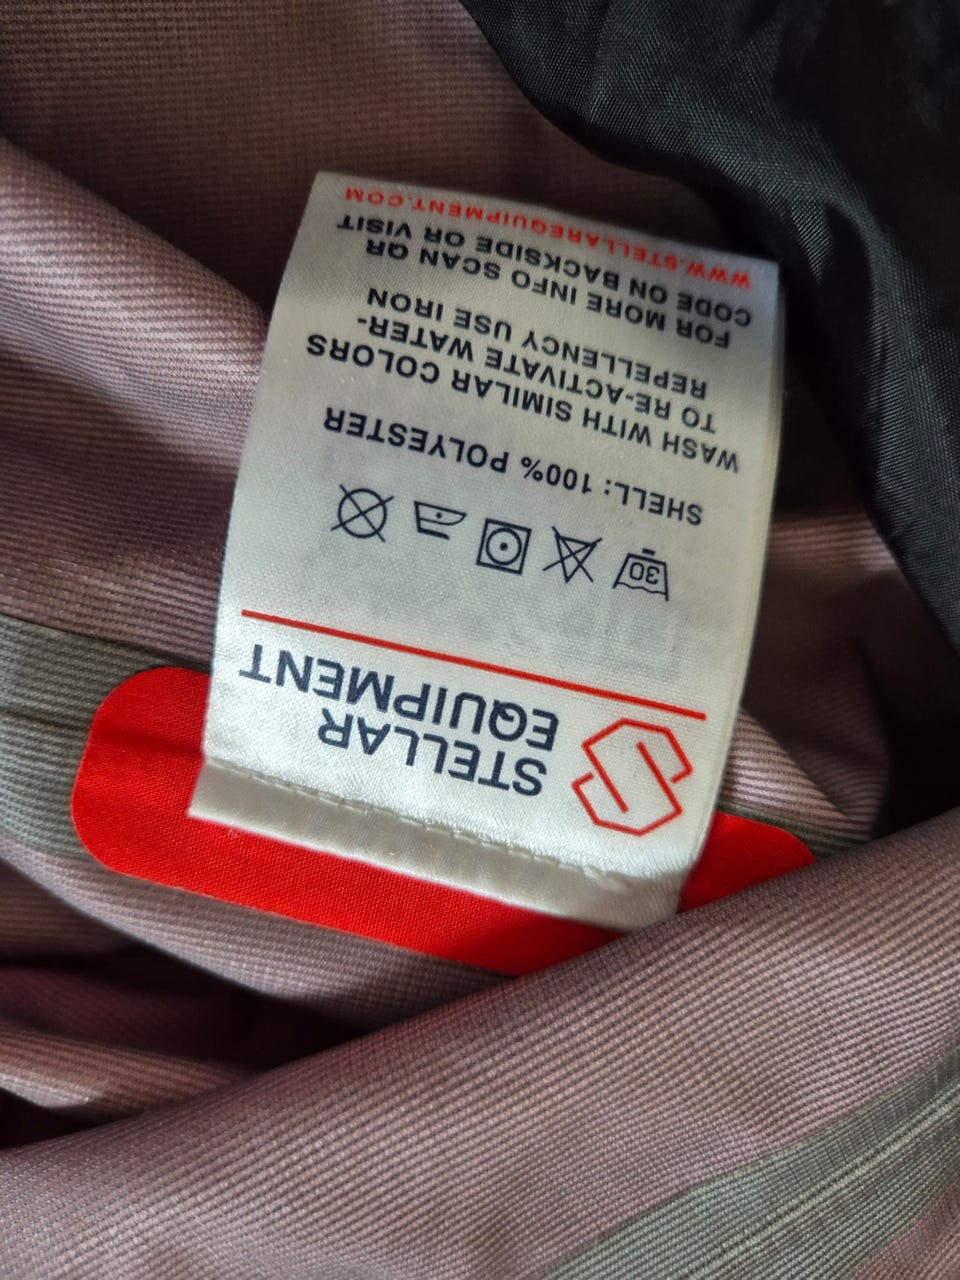 STELLAR
EQUIPMENT
30
SHELL: 100% POLYESTER
WASH WITH SIMILAR COLORS
TO RE-ACTIVATE WATER-
REPELLENCY USE IRON
FOR MORE INFO SCAN QR
CODE ON BACKSIDE OR VISIT
WWW.STELLAREQUIPMENT.COM